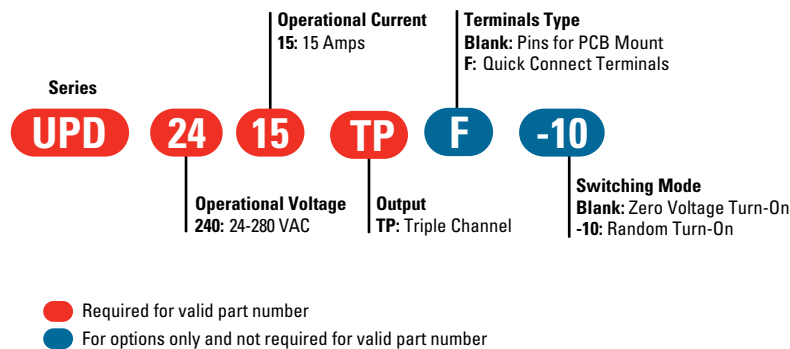 Operational Current
15: 15 Amps
Terminals Type
Blank: Pins for PCB Mount
F: Quick Connect Terminals
Series
UPD 24 15 TP F -10
Operational Voltage
240: 24-280 VAC
Output
TP: Triple Channel
Switching Mode
Blank: Zero Voltage Turn-On
-10: Random Turn-On
Required for valid part number
For options only and not required for valid part number